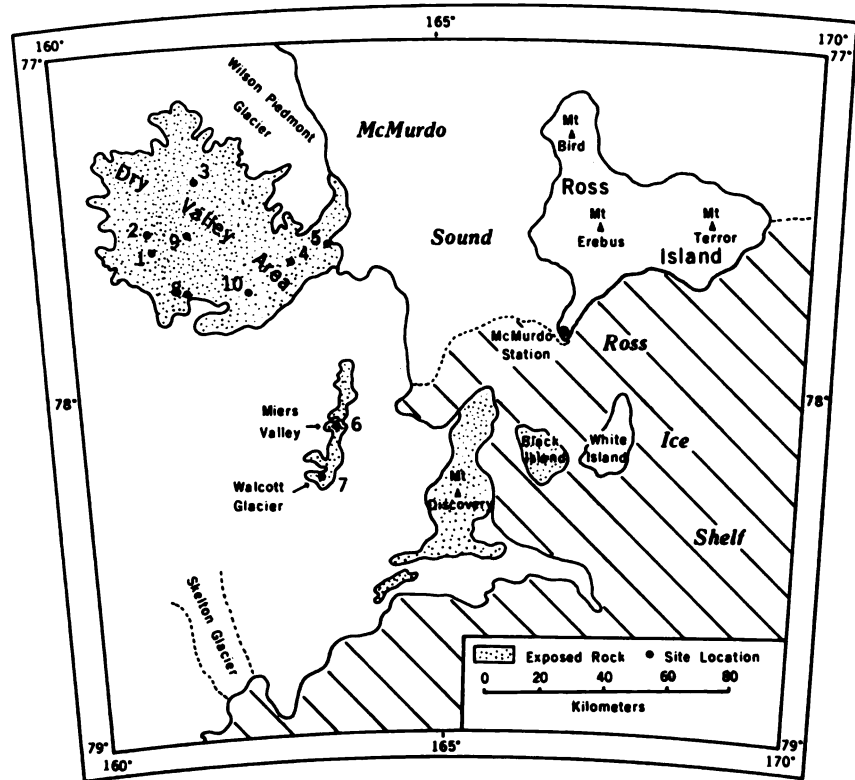 160°
165°
170°
77°
77°
Wilson Piedmont
Glacier
McMurdo
Sound
Mt
Bird
Ross
Mt
Erebus
Mt
Terror
Island
Dry
Valley
Area
3
2
9
1
5
4
10
8
McMurdo
Station
Ross
Ice
Shelf
78°
78°
Miers
Valley
6
Walcott
Glacier
7
Mt
Discovery
Black
Island
White
Island
Skelton Glacier
Exposed Rock
Site Location
0 20 40 60 80
Kilometers
79°
160°
165°
79°
170°